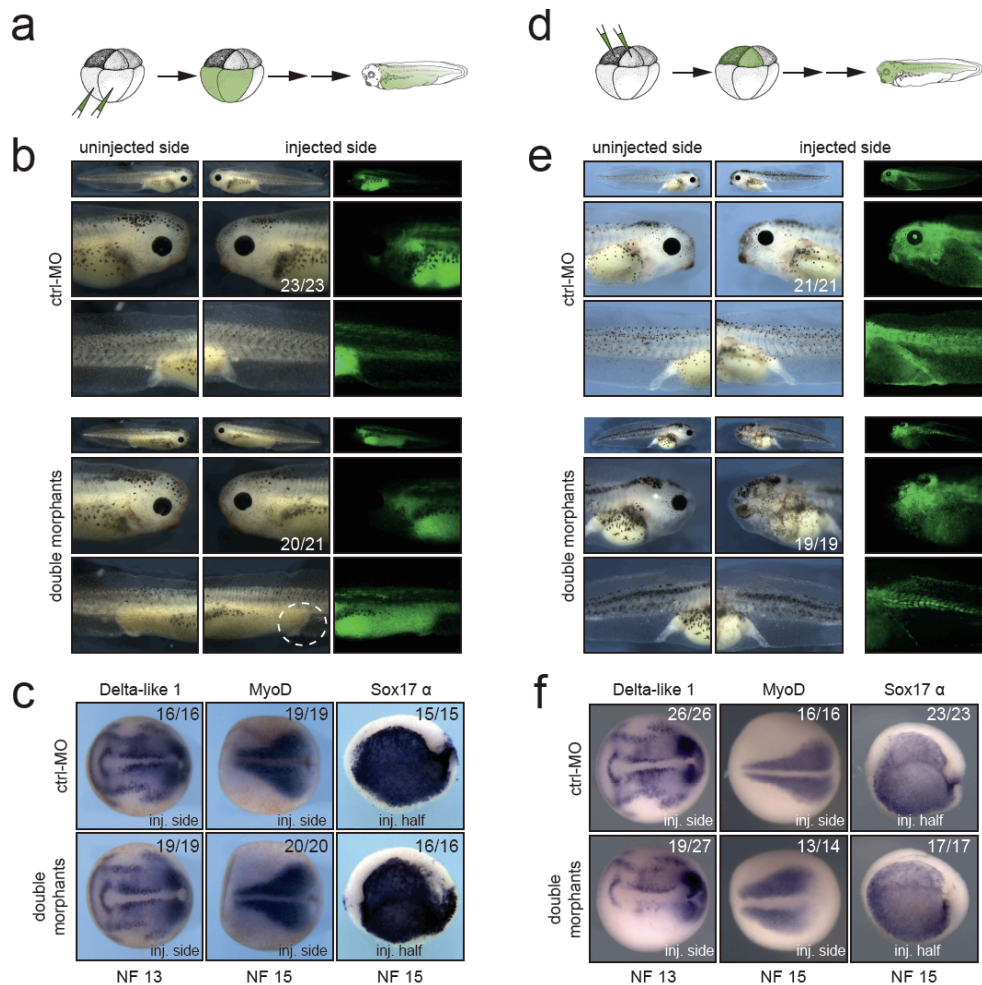 a
b
uninjected side
injected side
ctrl-MO
23/23
double morphants
20/21
c
Delta-like 1
MyoD
Sox17 α
ctrl-MO
16/16
inj. side
19/19
inj. side
15/15
inj. half
double
morphants
19/19
inj. side
20/20
inj. side
16/16
inj. half
NF 13
NF 15
NF 15
d
e
uninjected side
injected side
ctrl-MO
21/21
double morphants
19/19
f
Delta-like 1
MyoD
Sox17 α
ctrl-MO
26/26
inj. side
16/16
inj. side
23/23
inj. half
double
morphants
19/27
inj. side
13/14
inj. side
17/17
inj. half
NF 13
NF 15
NF 15